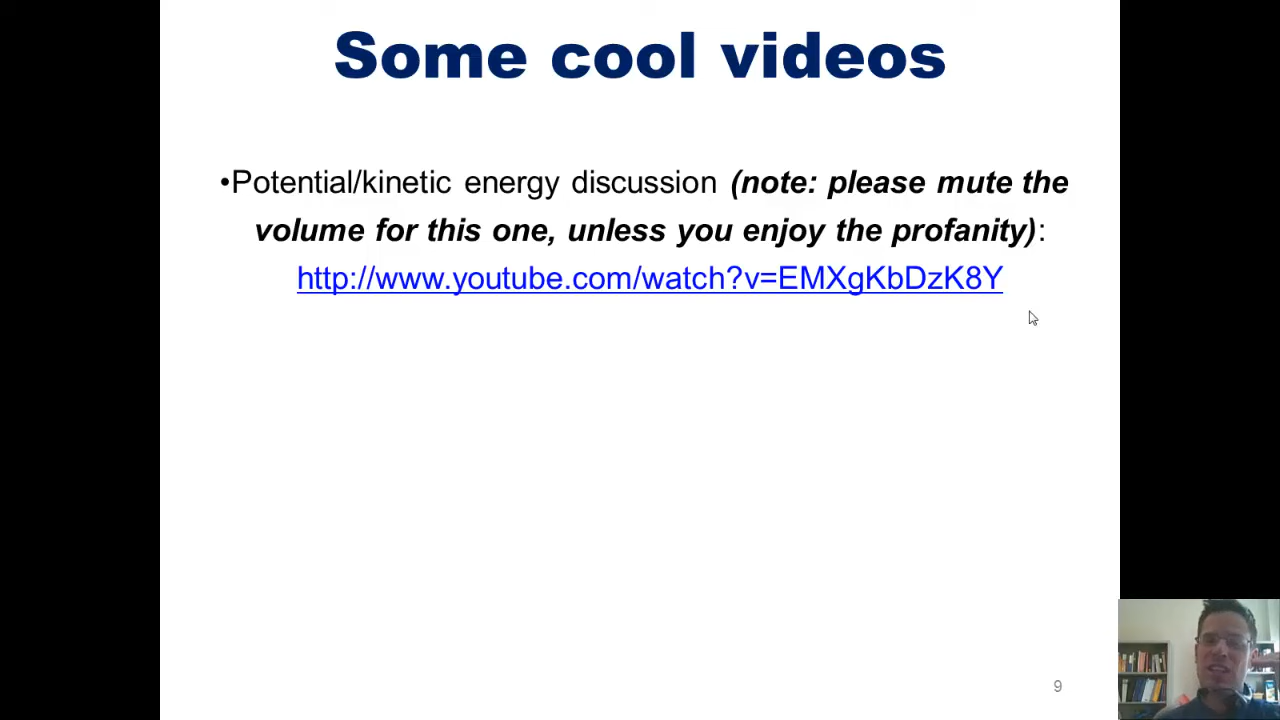 Some cool videos
•Potential/kinetic energy discussion (note: please mute the
volume for this one, unless you enjoy the profanity):
http://www.youtube.com/watch?v=EMXgKbDzK8Y
9